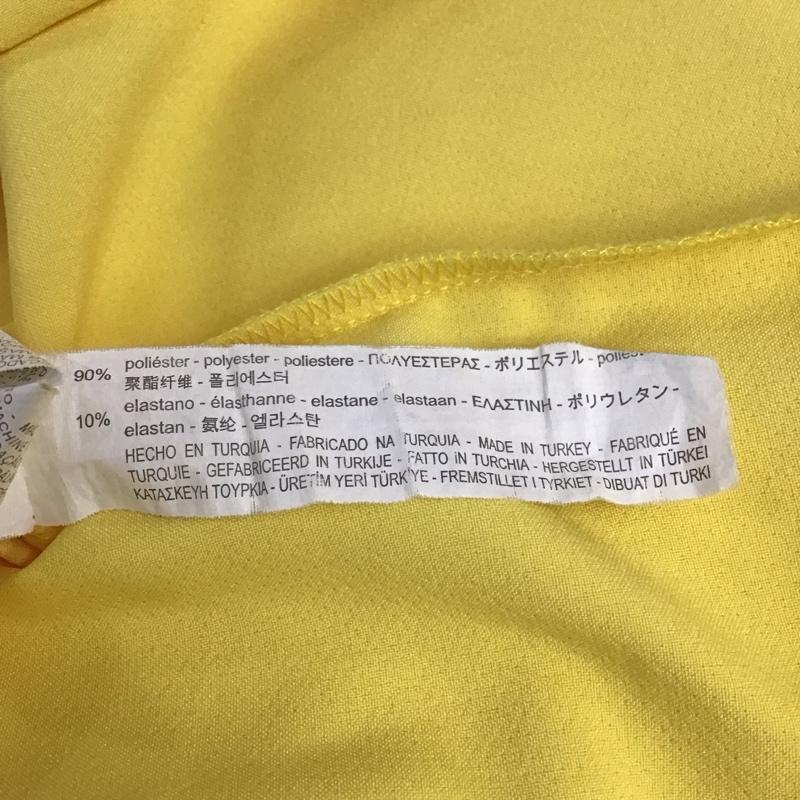 90% poliéster - polyester - poliestere - ΠΟΛΥΕΣΤΕΡΑΣ - ポリエステル -
聚酯纤维 - 폴리에스터
10% elastano - élasthanne - elastane - elastaan - ΕΛΑΣΤΙΝΗ - ポリウレタン -
elastan - 氨纶 - 엘라스탄
HECHO EN TURQUIA - FABRICADO NA TURQUIA - MADE IN TURKEY - FABRIQUÉ EN
TURQUIE - GEFABRICEERD IN TURKIJE - FATTO IN TURCHIA - HERGESTELLT IN TÜRKEI
ΚΑΤΑΣΚΕΥΗ ΤΟΥΡΚΙΑ - ÜRETİM YERİ TÜRKİYE - FREMSTILLET I TYRKIET - DIBUAT DI TURKI